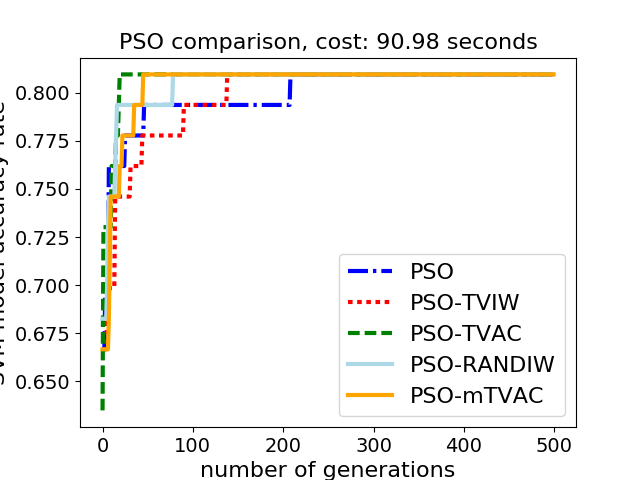 PSO comparison, cost: 90.98 seconds
SVM model accuracy rate
0.800
0.775
0.750
0.725
0.700
0.675
0.650
PSO
PSO-TVIW
PSO-TVAC
PSO-RANDIW
PSO-mTVAC
0 100 200 300 400 500
number of generations